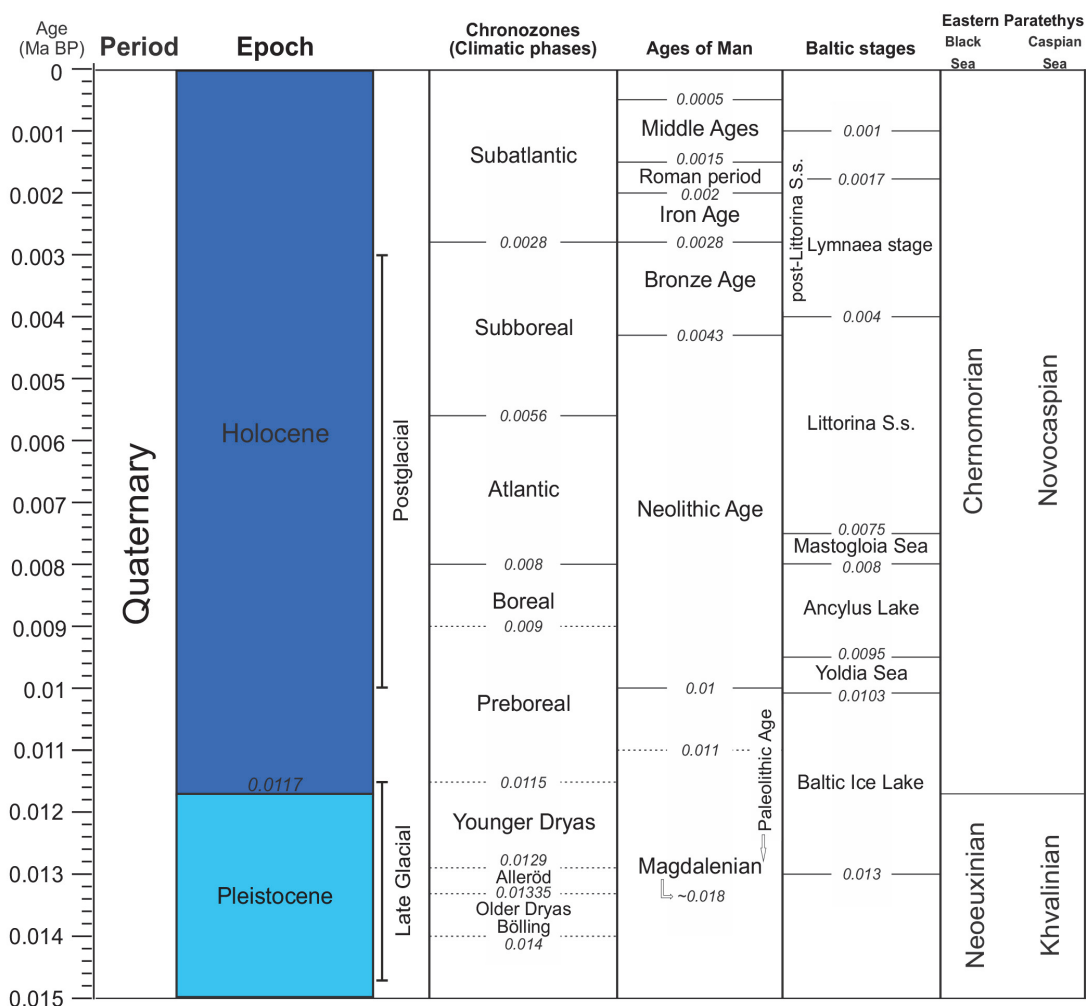 Age
(Ma BP)
Period
Epoch
Chronozones
(Climatic phases)
Ages of Man
Baltic stages
Eastern Paratethys
Black
Sea
Caspian
Sea
0
0.001
0.002
0.003
0.004
0.005
0.006
0.007
0.008
0.009
0.01
0.011
0.012
0.013
0.014
0.015
Quaternary
Holocene
0.0117
Pleistocene
Postglacial
Late Glacial
Subatlantic
0.0028
Subboreal
0.0056
Atlantic
0.008
Boreal
0.009
Preboreal
0.0115
Younger Dryas
0.0129
Alleröd
0.01335
Older Dryas
Bölling
0.014
0.0005
Middle Ages
0.0015
Roman period
0.002
Iron Age
0.0028
Bronze Age
0.0043
Neolithic Age
0.01
0.011
Paleolithic Age
Magdalenian
~0.018
0.001
0.0017
post-Littorina S.s.
Lymnaea stage
0.004
Littorina S.s.
0.0075
Mastogloia Sea
0.008
Ancylus Lake
0.0095
Yoldia Sea
0.0103
Baltic Ice Lake
0.013
Chernomorian
Neoeuxinian
Novocaspian
Khvalinian